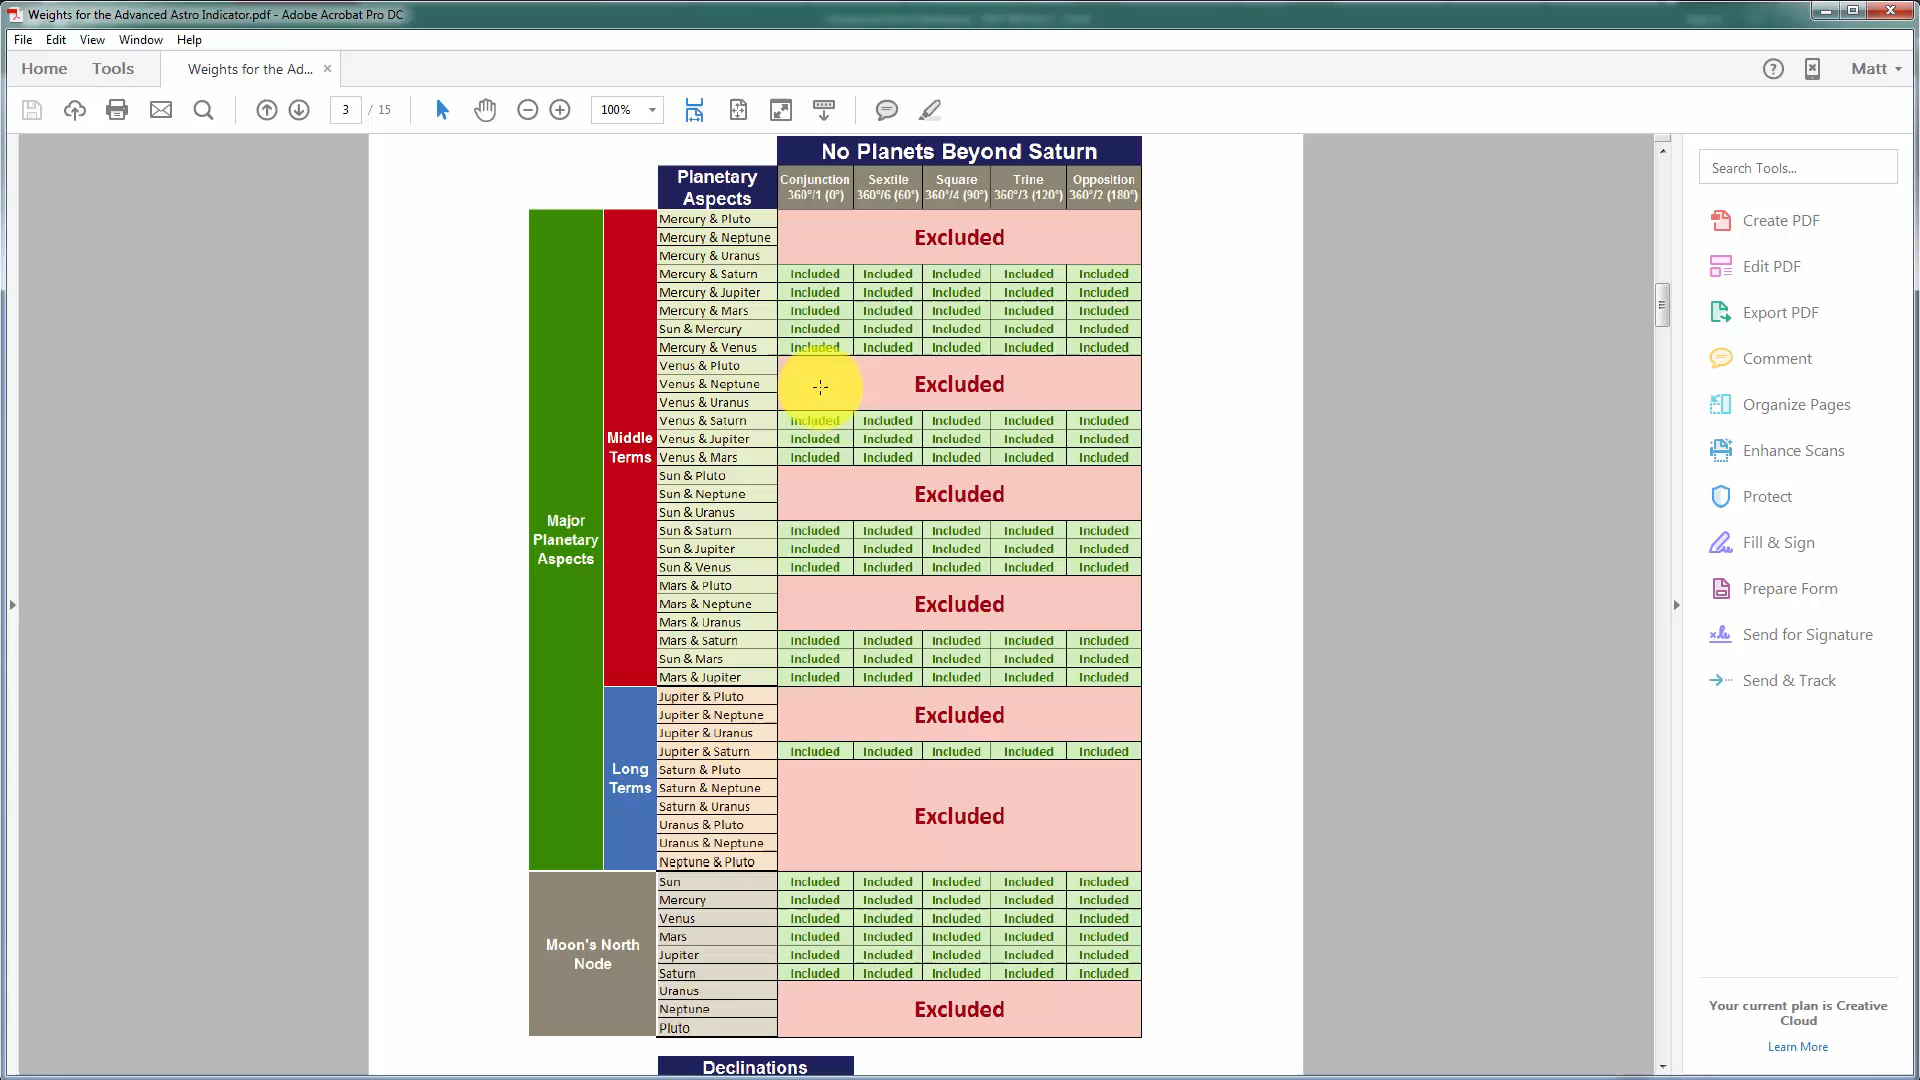 Weights for the Advanced Astro Indicator.pdf - Adobe Acrobat Pro DC
File Edit View Window Help
Home Tools Weights for the Ad... × Matt
3 / 15 100%
No Planets Beyond Saturn
Planetary Aspects
Conjunction 360°/1 (0°) Sextile 360°/6 (60°) Square 360°/4 (90°) Trine 360°/3 (120°) Opposition 360°/2 (180°)
Major Planetary Aspects
Middle Terms
Mercury & Pluto
Mercury & Neptune Excluded
Mercury & Uranus
Mercury & Saturn Included Included Included Included Included
Mercury & Jupiter Included Included Included Included Included
Mercury & Mars Included Included Included Included Included
Sun & Mercury Included Included Included Included Included
Mercury & Venus Included Included Included Included Included
Venus & Pluto
Venus & Neptune Excluded
Venus & Uranus
Venus & Saturn Included Included Included Included Included
Venus & Jupiter Included Included Included Included Included
Venus & Mars Included Included Included Included Included
Sun & Pluto
Sun & Neptune Excluded
Sun & Uranus
Sun & Saturn Included Included Included Included Included
Sun & Jupiter Included Included Included Included Included
Sun & Venus Included Included Included Included Included
Mars & Pluto
Mars & Neptune Excluded
Mars & Uranus
Mars & Saturn Included Included Included Included Included
Sun & Mars Included Included Included Included Included
Mars & Jupiter Included Included Included Included Included
Long Terms
Jupiter & Pluto
Jupiter & Neptune Excluded
Jupiter & Uranus
Jupiter & Saturn Included Included Included Included Included
Saturn & Pluto
Saturn & Neptune
Saturn & Uranus Excluded
Uranus & Pluto
Uranus & Neptune
Neptune & Pluto
Moon's North Node
Sun Included Included Included Included Included
Mercury Included Included Included Included Included
Venus Included Included Included Included Included
Mars Included Included Included Included Included
Jupiter Included Included Included Included Included
Saturn Included Included Included Included Included
Uranus
Neptune Excluded
Pluto
Declinations
Search Tools...
Create PDF
Edit PDF
Export PDF
Comment
Organize Pages
Enhance Scans
Protect
Fill & Sign
Prepare Form
Send for Signature
Send & Track
Your current plan is Creative
Cloud
Learn More